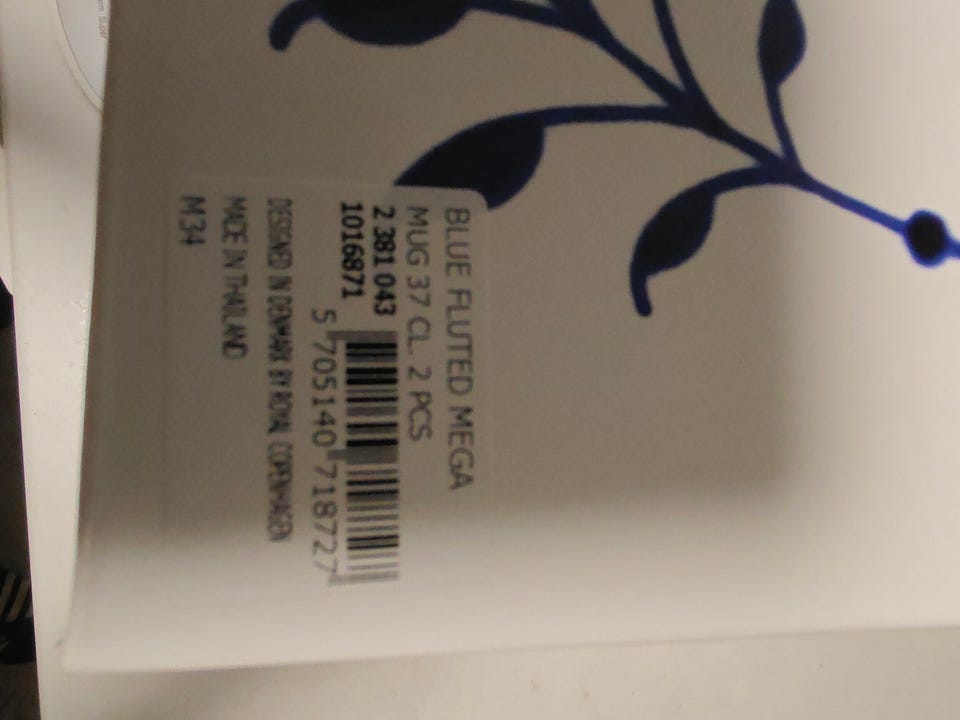 BLUE FLUTED MEGA
MUG 37 CL. 2 PCS
2 381 043
1016871
5 705140 718727
DESIGNED IN DENMARK BY ROYAL COPENHAGEN
MADE IN THAILAND
M34